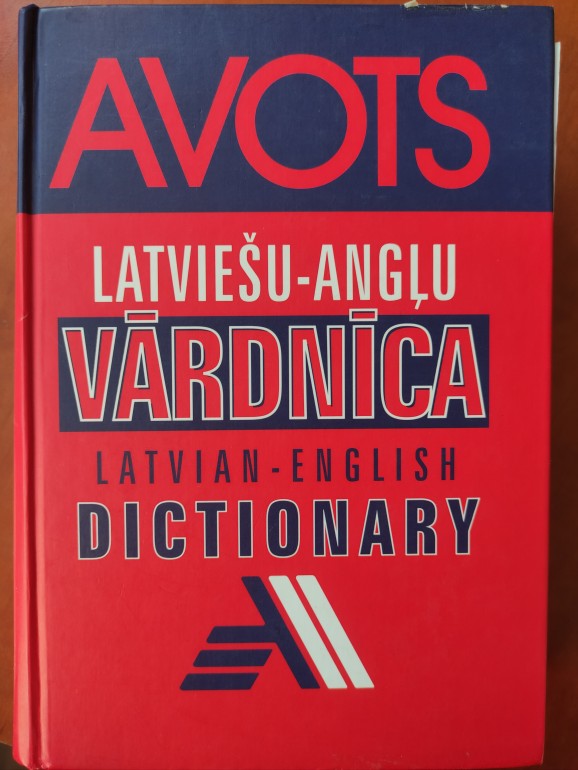 AVOTS
LATVIEŠU-ANGĻU
VĀRDNĪCA
LATVIAN-ENGLISH
DICTIONARY